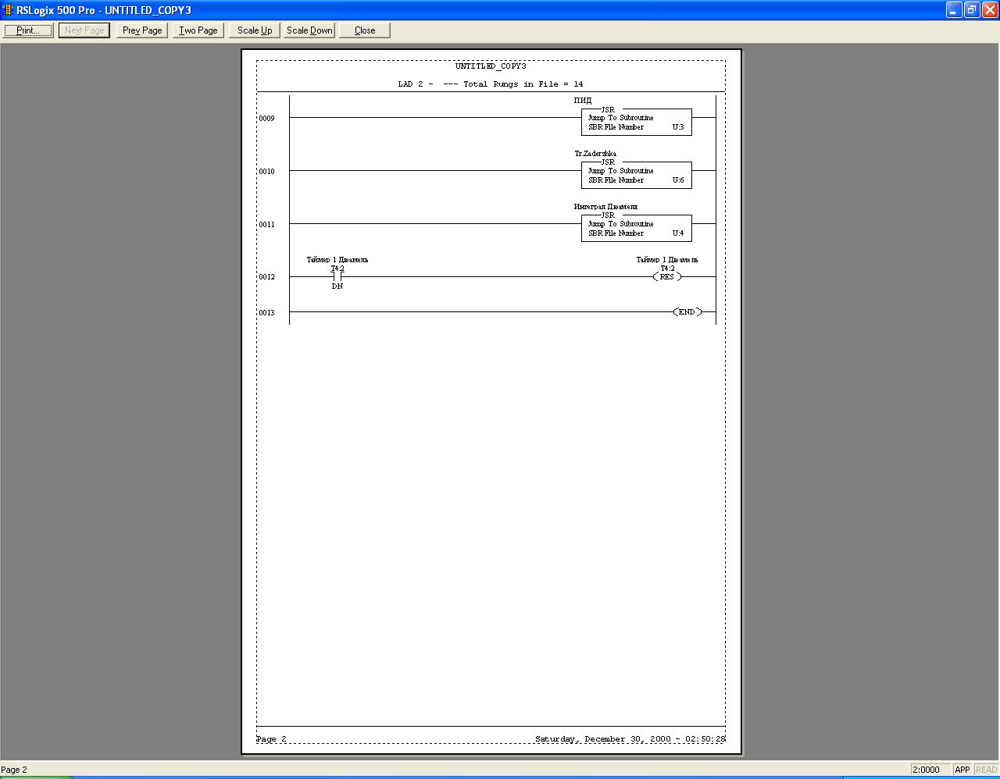 RSLogix 500 Pro - UNTITLED_COPY3
Print... Next Page Prev Page Two Page Scale Up Scale Down Close
UNTITLED_COPY3
LAD 2 - --- Total Rungs in File = 14
ПИД
JSR
0009 Jump To Subroutine
SBR File Number U:3
Tr.Zaderzhka
JSR
0010 Jump To Subroutine
SBR File Number U:6
Интеграл Дюамеля
JSR
0011 Jump To Subroutine
SBR File Number U:4
Таймер 1 Дюамель Таймер 1 Дюамель
T4:2 T4:2
0012 RES
DN
0013 END
Page 2 Saturday, December 30, 2000 - 02:50:28
Page 2 2:0000 APP READ